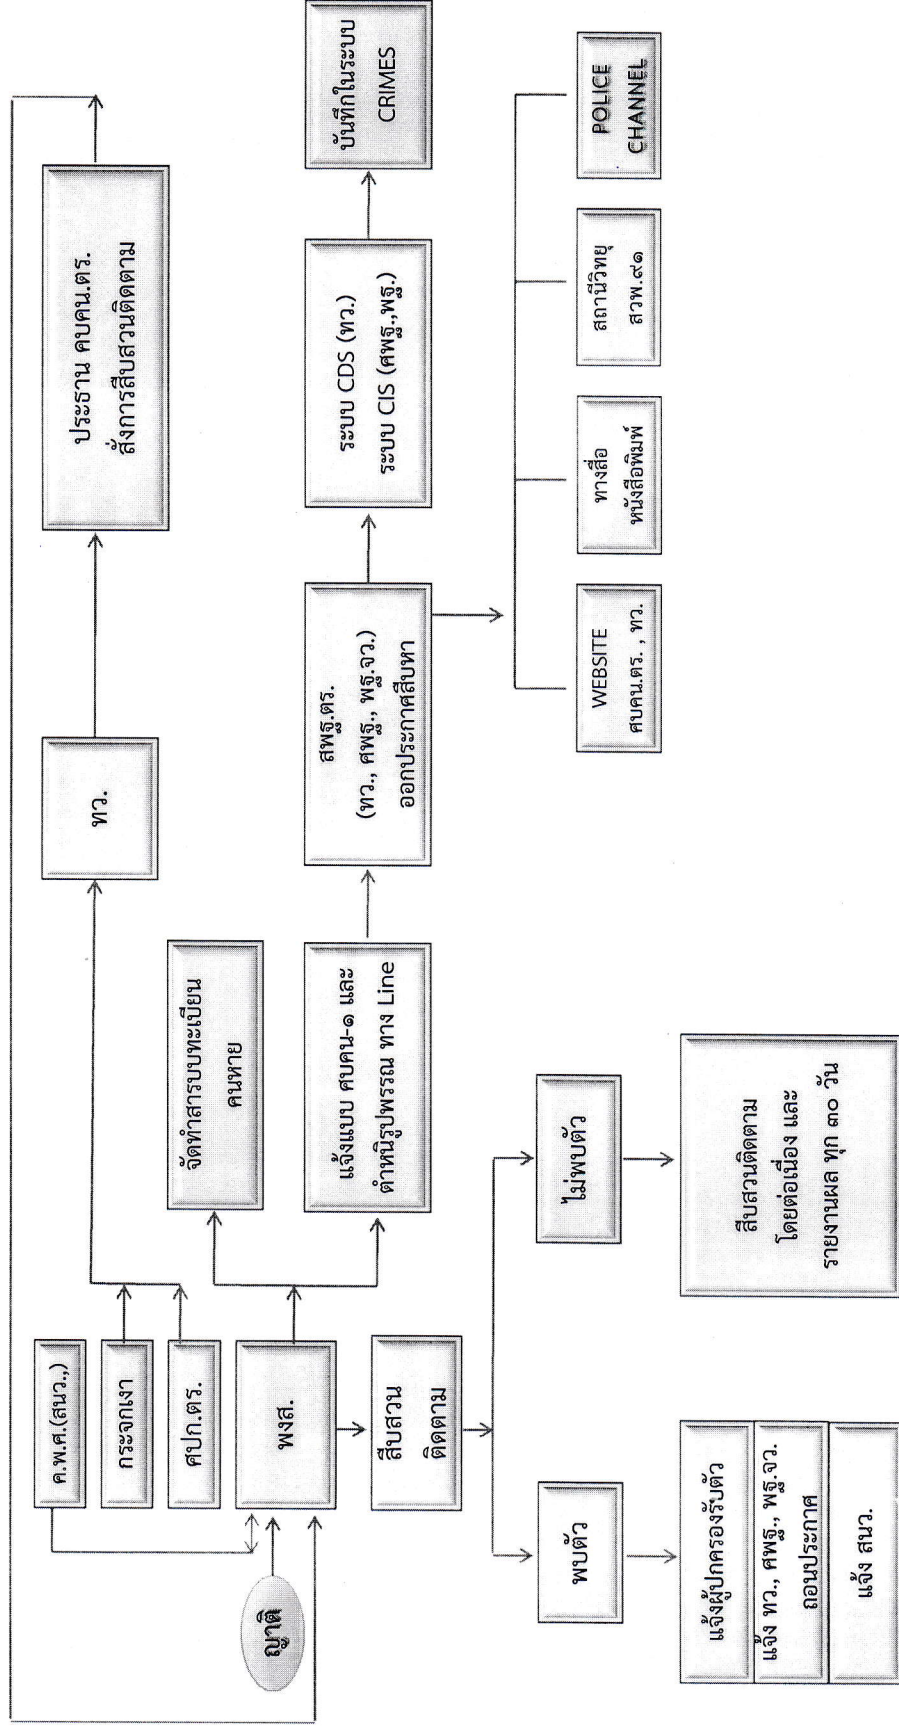 ค.พ.ศ.(สนว.,)
กระจกเงา
ศปก.ตร.
ญาติ
พงส.
สืบสวน
ติดตาม
ทว.
ประธาน คบคน.ตร.
สั่งการสืบสวนติดตาม
จัดทำสารบบทะเบียน
คนหาย
แจ้งแบบ ศบคน-๑ และ
ตำหนิรูปพรรณ ทาง Line
สพฐ.ตร.
(ทว., ศพฐ., พฐ.จว.)
ออกประกาศสืบหา
ระบบ CDS (ทว.)
ระบบ CIS (ศพฐ.,พฐ.)
บันทึกในระบบ
CRIMES
WEBSITE
ศบคน.ตร. , ทว.
ทางสื่อ
หนังสือพิมพ์
สถานีวิทยุ
สวพ.๙๑
POLICE
CHANNEL
พบตัว
ไม่พบตัว
แจ้งผู้ปกครองรับตัว
แจ้ง ทว., ศพฐ., พฐ.จว.
ถอนประกาศ
แจ้ง สนว.
สืบสวนติดตาม
โดยต่อเนื่อง และ
รายงานผล ทุก ๓๐ วัน